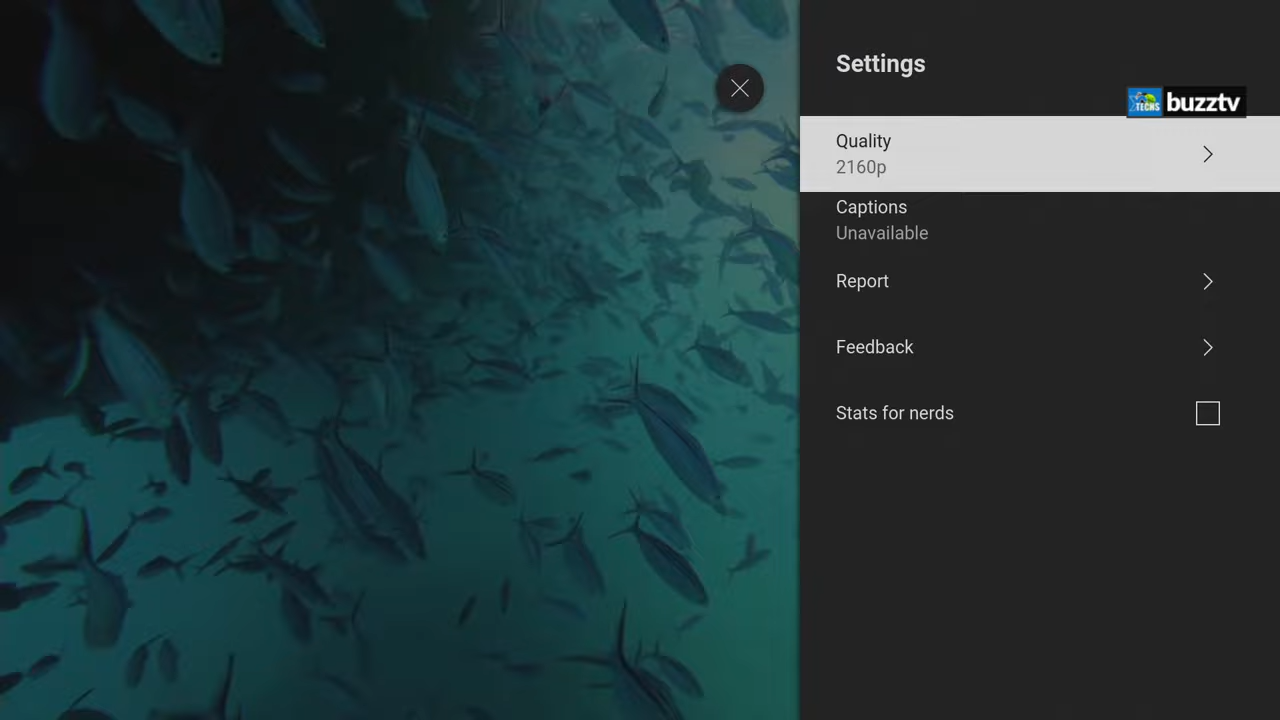 Settings
TECHS buzztv
Quality
2160p
Captions
Unavailable
Report
Feedback
Stats for nerds